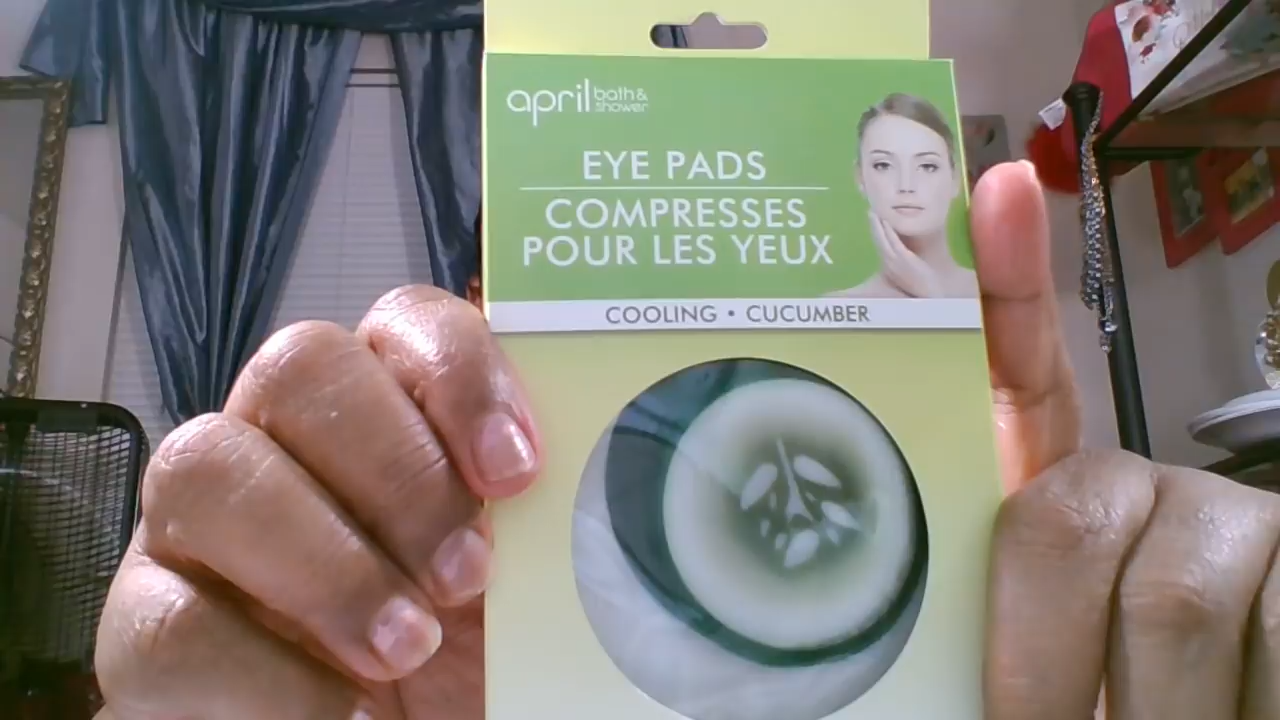 april bath & shower
EYE PADS
COMPRESSES
POUR LES YEUX
COOLING • CUCUMBER